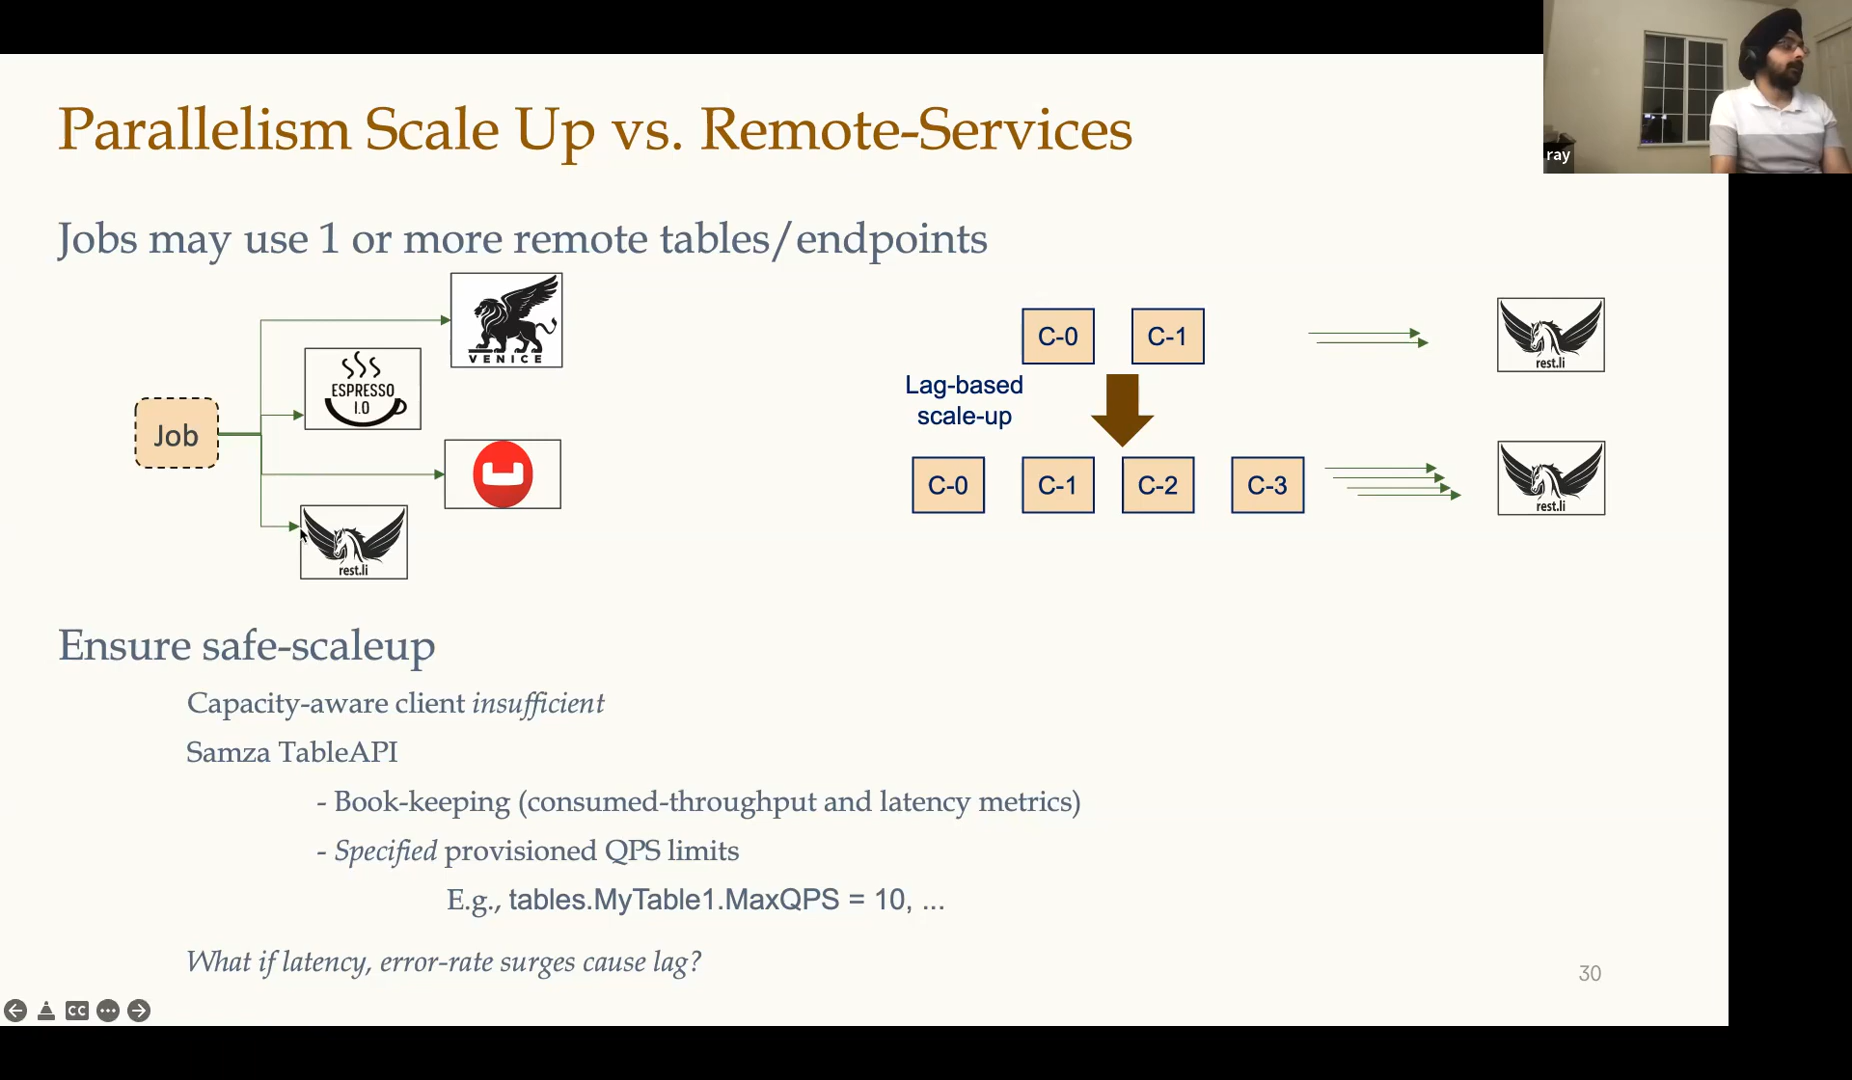 ray
Parallelism Scale Up vs. Remote-Services
Jobs may use 1 or more remote tables/endpoints
VENICE
ESPRESSO
1.0
Job
rest.li
C-0
C-1
rest.li
Lag-based
scale-up
C-0
C-1
C-2
C-3
rest.li
Ensure safe-scaleup
Capacity-aware client insufficient
Samza TableAPI
- Book-keeping (consumed-throughput and latency metrics)
- Specified provisioned QPS limits
E.g., tables.MyTable1.MaxQPS = 10, ...
What if latency, error-rate surges cause lag?
30
CC